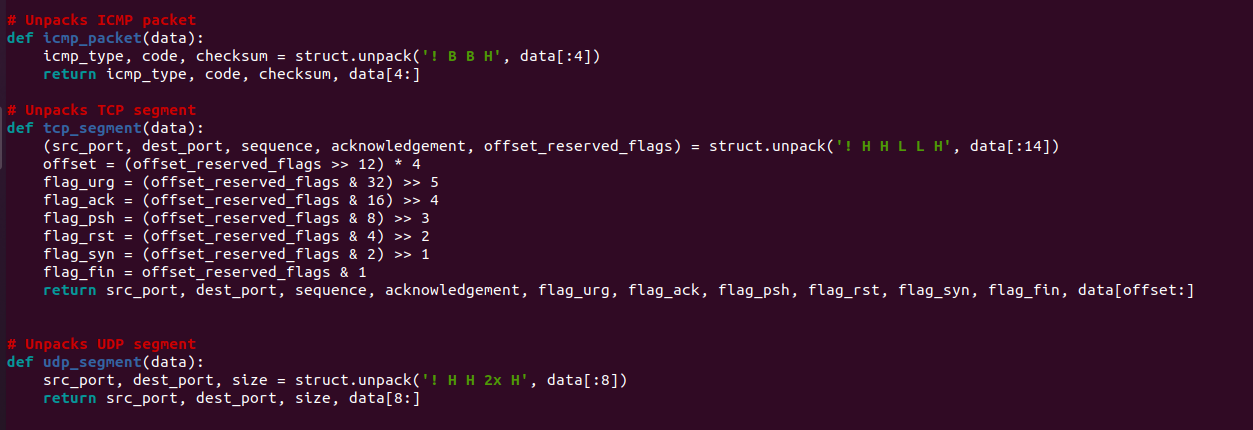 # Unpacks ICMP packet
def icmp_packet(data):
    icmp_type, code, checksum = struct.unpack('! B B H', data[:4])
    return icmp_type, code, checksum, data[4:]
# Unpacks TCP segment
def tcp_segment(data):
    (src_port, dest_port, sequence, acknowledgement, offset_reserved_flags) = struct.unpack('! H H L L H', data[:14])
    offset = (offset_reserved_flags >> 12) * 4
    flag_urg = (offset_reserved_flags & 32) >> 5
    flag_ack = (offset_reserved_flags & 16) >> 4
    flag_psh = (offset_reserved_flags & 8) >> 3
    flag_rst = (offset_reserved_flags & 4) >> 2
    flag_syn = (offset_reserved_flags & 2) >> 1
    flag_fin = offset_reserved_flags & 1
    return src_port, dest_port, sequence, acknowledgement, flag_urg, flag_ack, flag_psh, flag_rst, flag_syn, flag_fin, data[offset:]
# Unpacks UDP segment
def udp_segment(data):
    src_port, dest_port, size = struct.unpack('! H H 2x H', data[:8])
    return src_port, dest_port, size, data[8:]